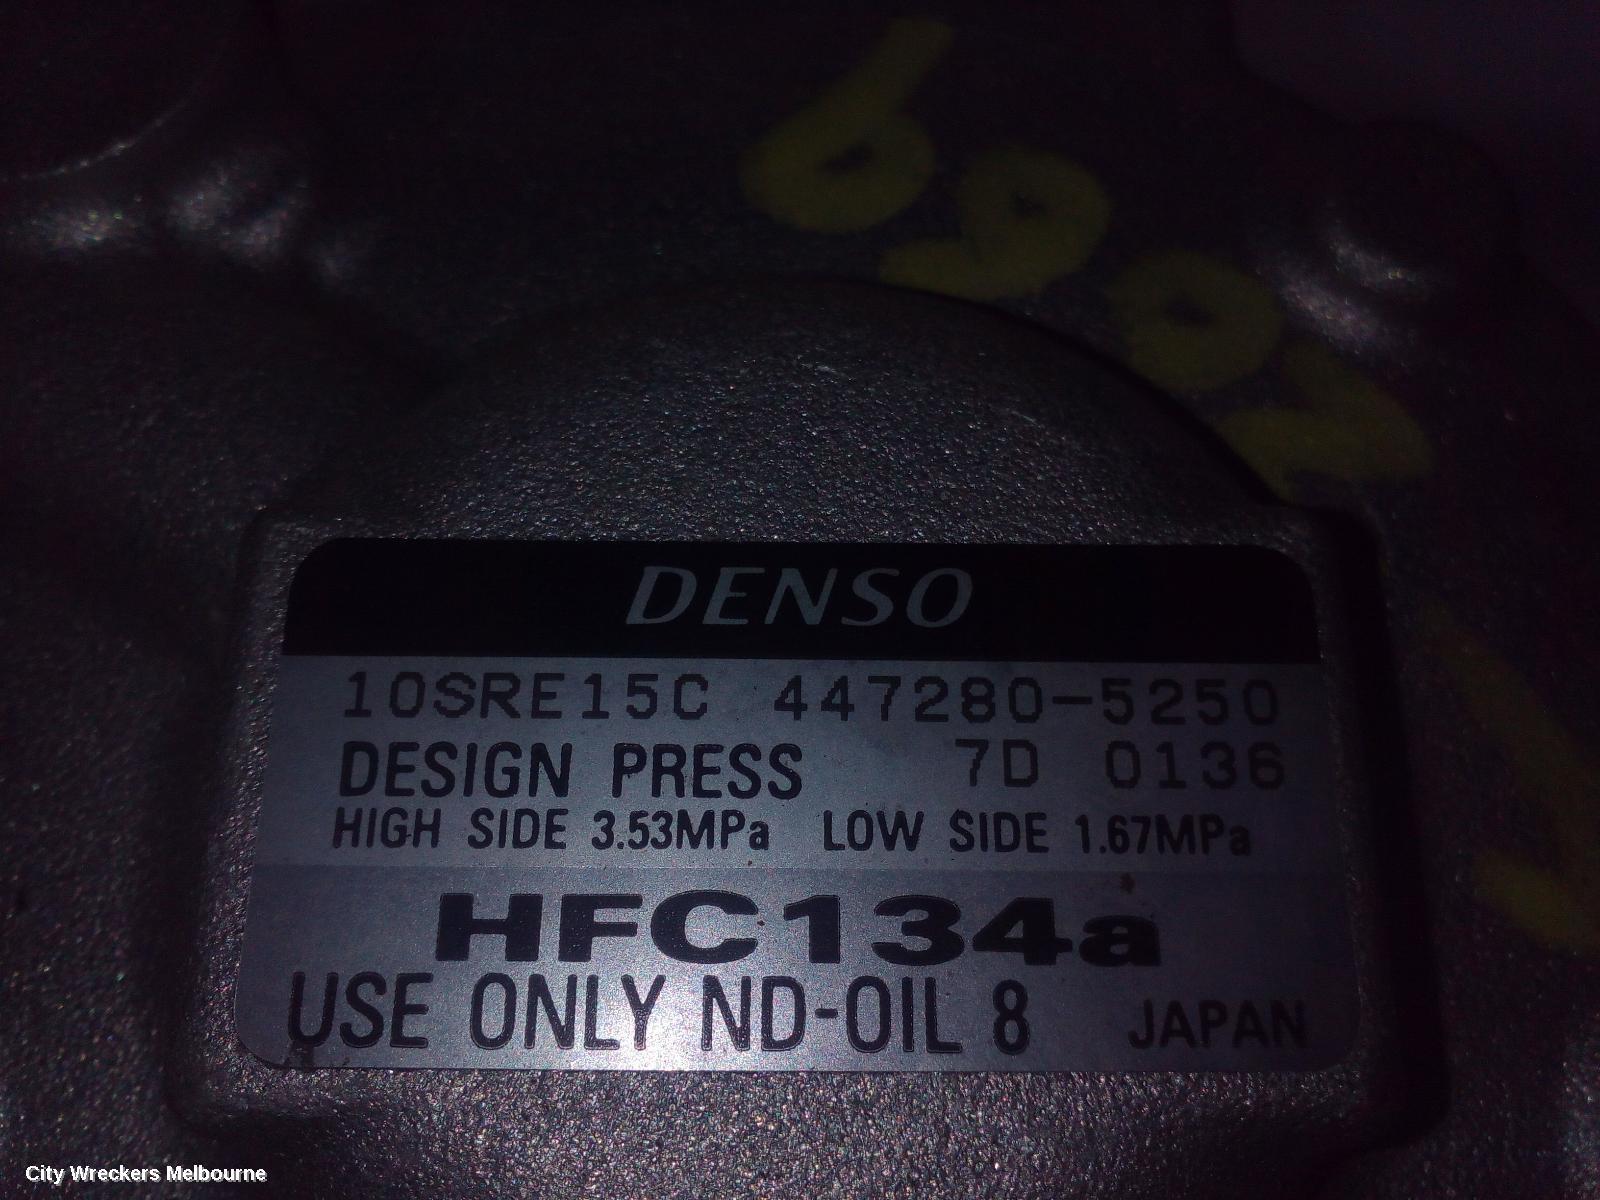 DENSO
10SRE15C 447280-5250
DESIGN PRESS 7D 0136
HIGH SIDE 3.53MPa LOW SIDE 1.67MPa
HFC134a
USE ONLY ND-OIL 8 JAPAN
City Wreckers Melbourne